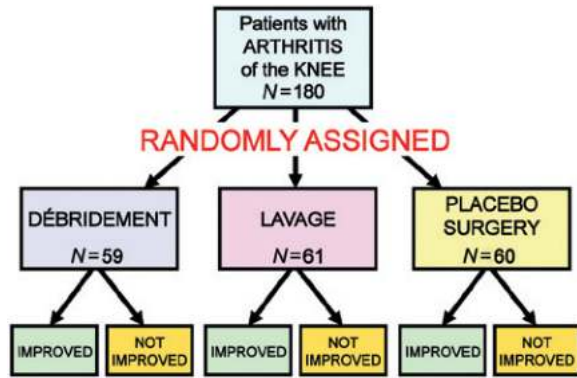 Patients with
ARTHRITIS
of the KNEE
N=180
RANDOMLY ASSIGNED
DÉBRIDEMENT
N=59
LAVAGE
N=61
PLACEBO
SURGERY
N=60
IMPROVED
NOT
IMPROVED
IMPROVED
NOT
IMPROVED
IMPROVED
NOT
IMPROVED